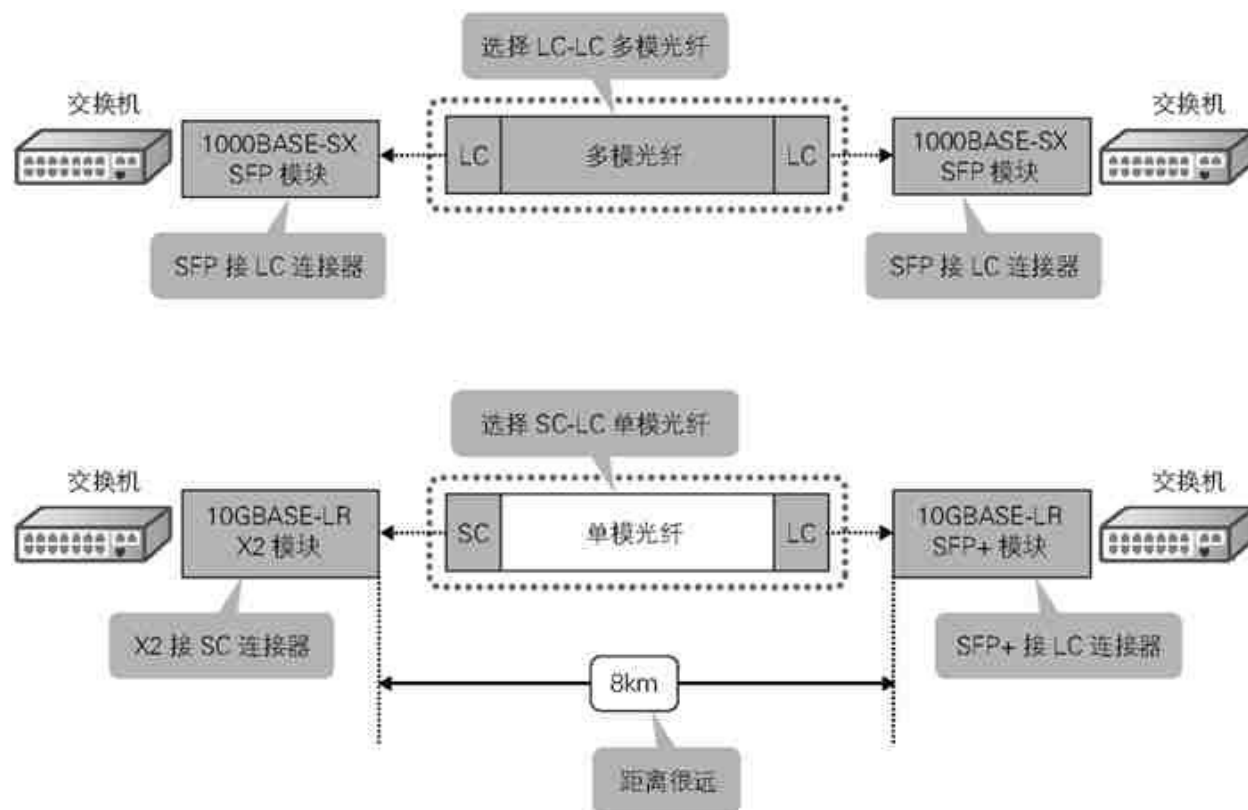 选择 LC-LC 多模光纤
交换机
交换机
1000BASE-SX
SFP 模块
LC
多模光纤
LC
1000BASE-SX
SFP 模块
SFP 接 LC 连接器
SFP 接 LC 连接器
选择 SC-LC 单模光纤
交换机
交换机
10GBASE-LR
X2 模块
SC
单模光纤
LC
10GBASE-LR
SFP+ 模块
X2 接 SC 连接器
SFP+ 接 LC 连接器
8km
距离很远